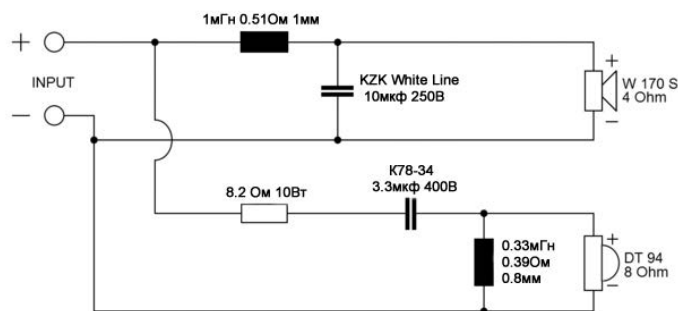 1мГн 0.51Ом 1мм
+
INPUT
−
KZK White Line
10мкф 250В
+
W 170 S
4 Ohm
−
8.2 Ом 10Вт
К78-34
3.3мкф 400В
0.33мГн
0.39Ом
0.8мм
+
DT 94
8 Ohm
−